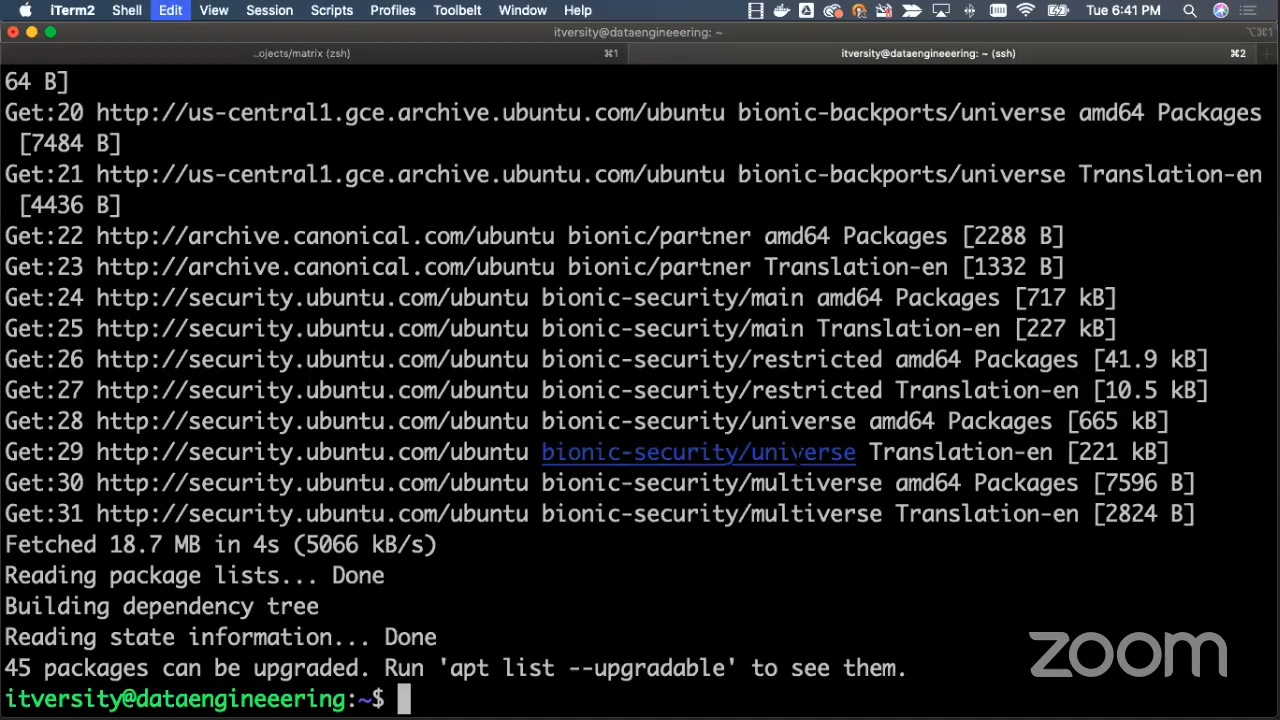 iTerm2 Shell Edit View Session Scripts Profiles Toolbelt Window Help Tue 6:41 PM
itversity@dataengineeering: ~ ⌥⌘1
..ojects/matrix (zsh) ⌘1 itversity@dataengineeering: ~ (ssh) ⌘2
64 B]
Get:20 http://us-central1.gce.archive.ubuntu.com/ubuntu bionic-backports/universe amd64 Packages
[7484 B]
Get:21 http://us-central1.gce.archive.ubuntu.com/ubuntu bionic-backports/universe Translation-en
[4436 B]
Get:22 http://archive.canonical.com/ubuntu bionic/partner amd64 Packages [2288 B]
Get:23 http://archive.canonical.com/ubuntu bionic/partner Translation-en [1332 B]
Get:24 http://security.ubuntu.com/ubuntu bionic-security/main amd64 Packages [717 kB]
Get:25 http://security.ubuntu.com/ubuntu bionic-security/main Translation-en [227 kB]
Get:26 http://security.ubuntu.com/ubuntu bionic-security/restricted amd64 Packages [41.9 kB]
Get:27 http://security.ubuntu.com/ubuntu bionic-security/restricted Translation-en [10.5 kB]
Get:28 http://security.ubuntu.com/ubuntu bionic-security/universe amd64 Packages [665 kB]
Get:29 http://security.ubuntu.com/ubuntu bionic-security/universe Translation-en [221 kB]
Get:30 http://security.ubuntu.com/ubuntu bionic-security/multiverse amd64 Packages [7596 B]
Get:31 http://security.ubuntu.com/ubuntu bionic-security/multiverse Translation-en [2824 B]
Fetched 18.7 MB in 4s (5066 kB/s)
Reading package lists... Done
Building dependency tree
Reading state information... Done
45 packages can be upgraded. Run 'apt list --upgradable' to see them.
itversity@dataengineeering:~$
zoom